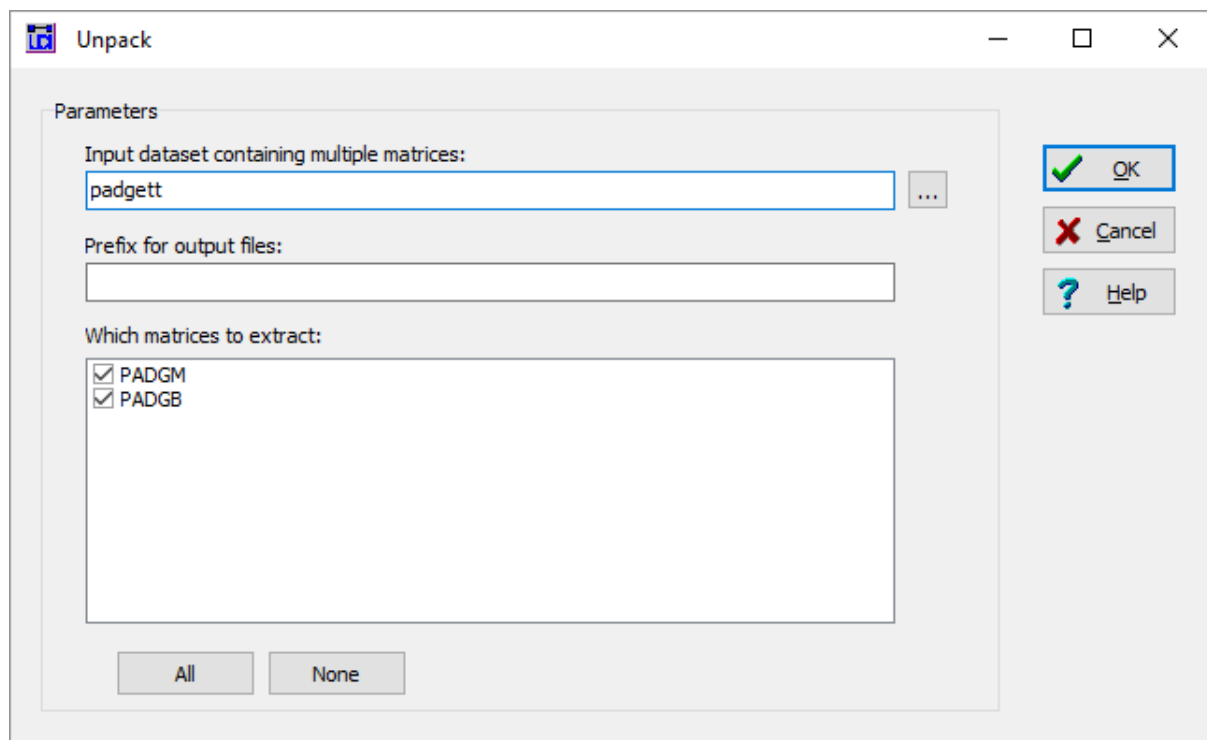 Unpack
Parameters
Input dataset containing multiple matrices:
padgett
...
Prefix for output files:
Which matrices to extract:
PADGM
PADGB
All
None
OK
Cancel
Help